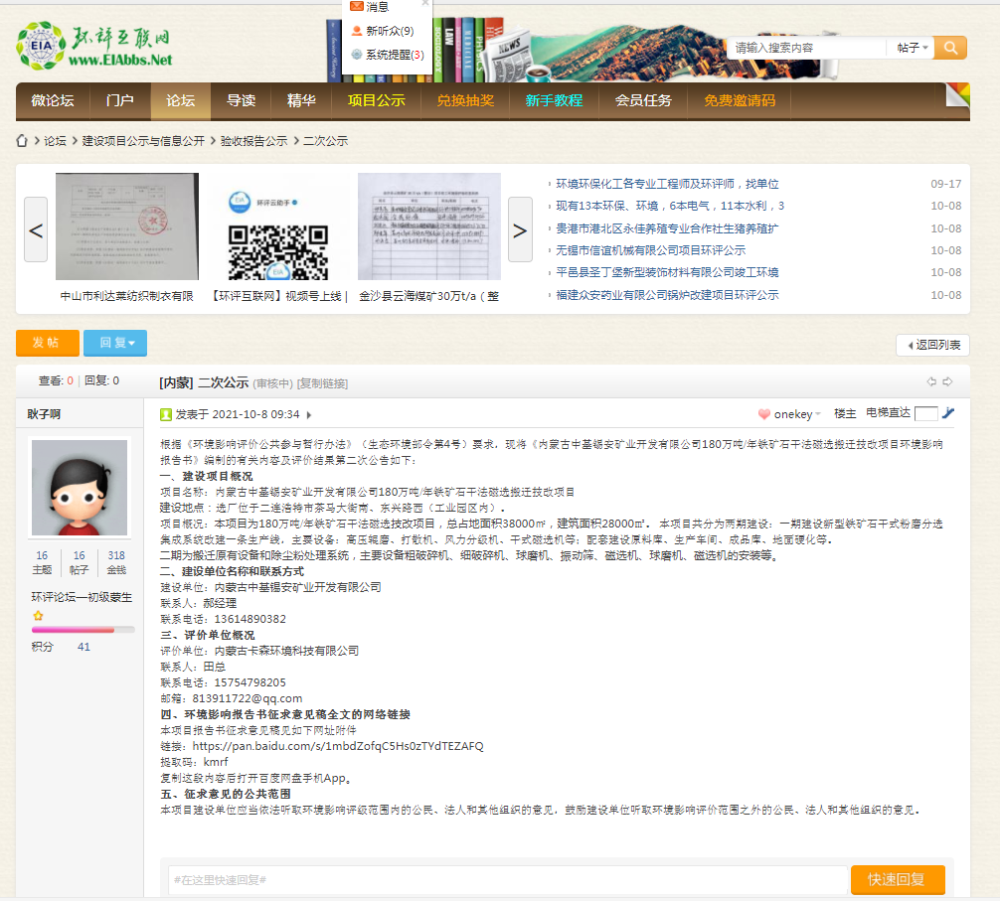 消息
新听众(9)
系统提醒(3)
环评互联网
EIA
www.EIAbbs.Net
LAW
NEWS
请输入搜索内容 帖子
微论坛 门户 论坛 导读 精华 项目公示 兑换抽奖 新手教程 会员任务 免费邀请码
论坛 建设项目公示与信息公开 验收报告公示 二次公示
环评云助手
EIA
<
>
中山市利达莱纺织制衣有限 【环评互联网】视频号上线 | 金沙县云海煤矿30万t/a（整
环境环保化工各专业工程师及环评师，找单位 09-17
现有13本环保、环境，6本电气，11本水利，3 10-08
贵港市港北区永佳养殖专业合作社生猪养殖扩 10-08
无锡市信谊机械有限公司项目环评公示 10-08
平邑县圣丁堡新型装饰材料有限公司竣工环境 10-08
福建众安药业有限公司锅炉改建项目环评公示 10-08
发帖 回复 返回列表
查看: 0 | 回复: 0 [内蒙] 二次公示 (审核中) [复制链接]
耿子啊
发表于 2021-10-8 09:34 onekey 楼主 电梯直达
16 16 318
主题 帖子 金钱
环评论坛—初级蒙生
积分 41
根据《环境影响评价公共参与暂行办法》（生态环境部令第4号）要求，现将《内蒙古中基锡安矿业开发有限公司180万吨/年铁矿石干法磁选搬迁技改项目环境影响
报告书》编制的有关内容及评价结果第二次公告如下：
一、建设项目概况
项目名称：内蒙古中基锡安矿业开发有限公司180万吨/年铁矿石干法磁选搬迁技改项目
建设地点：选厂位于二连浩特市茶马大街南、东兴路西（工业园区内）。
项目概况：本项目为180万吨/年铁矿石干法磁选技改项目，总占地面积38000㎡，建筑面积28000㎡。 本项目共分为两期建设：一期建设新型铁矿石干式粉磨分选
集成系统改建一条生产线，主要设备：高压辊磨、打散机、风力分级机、干式磁选机等；配套建设原料库、生产车间、成品库、地面硬化等。
二期为搬迁原有设备和除尘粉处理系统，主要设备粗破碎机、细破碎机、球磨机、振动筛、磁选机、球磨机、磁选机的安装等。
二、建设单位名称和联系方式
建设单位：内蒙古中基锡安矿业开发有限公司
联系人：郝经理
联系电话：13614890382
三、评价单位概况
评价单位：内蒙古卡森环境科技有限公司
联系人：田总
联系电话：15754798205
邮箱：813911722@qq.com
四、环境影响报告书征求意见稿全文的网络链接
本项目报告书征求意见稿见如下网址附件
链接：https://pan.baidu.com/s/1mbdZofqC5Hs0zTYdTEZAFQ
提取码：kmrf
复制这段内容后打开百度网盘手机App。
五、征求意见的公共范围
本项目建设单位应当依法听取环境影响评级范围内的公民、法人和其他组织的意见，鼓励建设单位听取环境影响评价范围之外的公民、法人和其他组织的意见。
#在这里快速回复# 快速回复